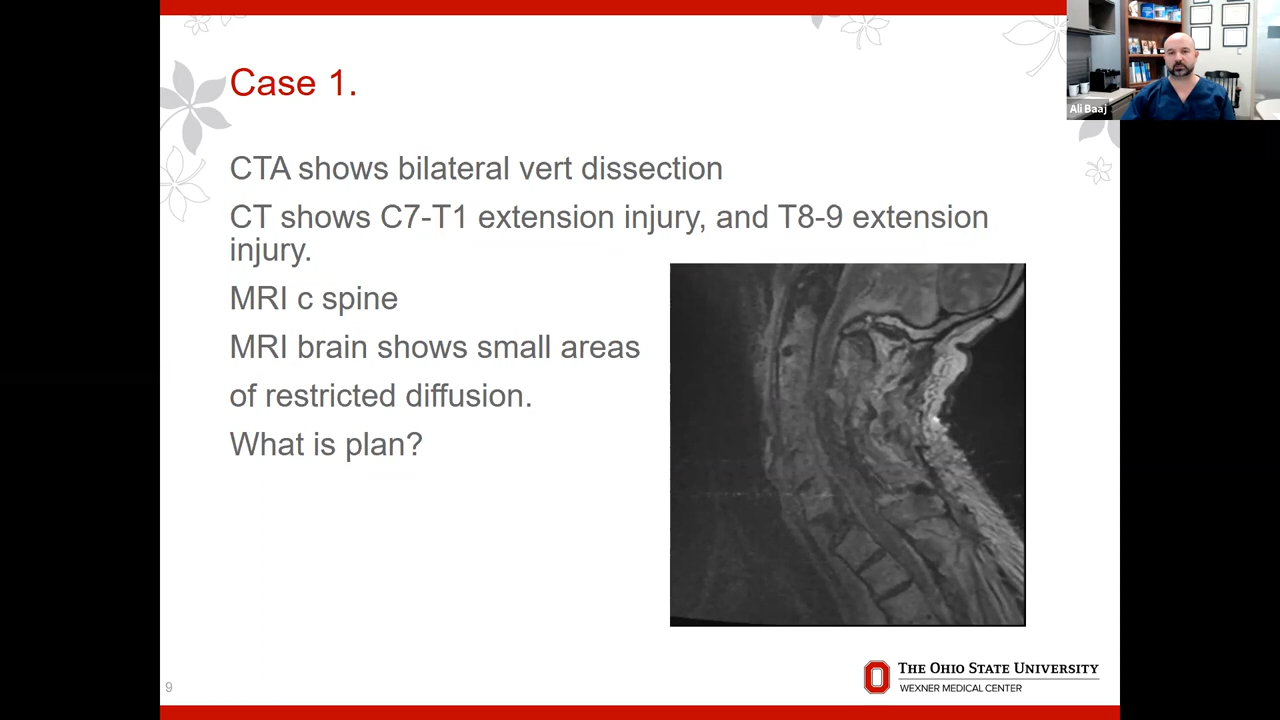 Case 1.
CTA shows bilateral vert dissection
CT shows C7-T1 extension injury, and T8-9 extension
injury.
MRI c spine
MRI brain shows small areas
of restricted diffusion.
What is plan?
Ali Baaj
9
THE OHIO STATE UNIVERSITY
WEXNER MEDICAL CENTER